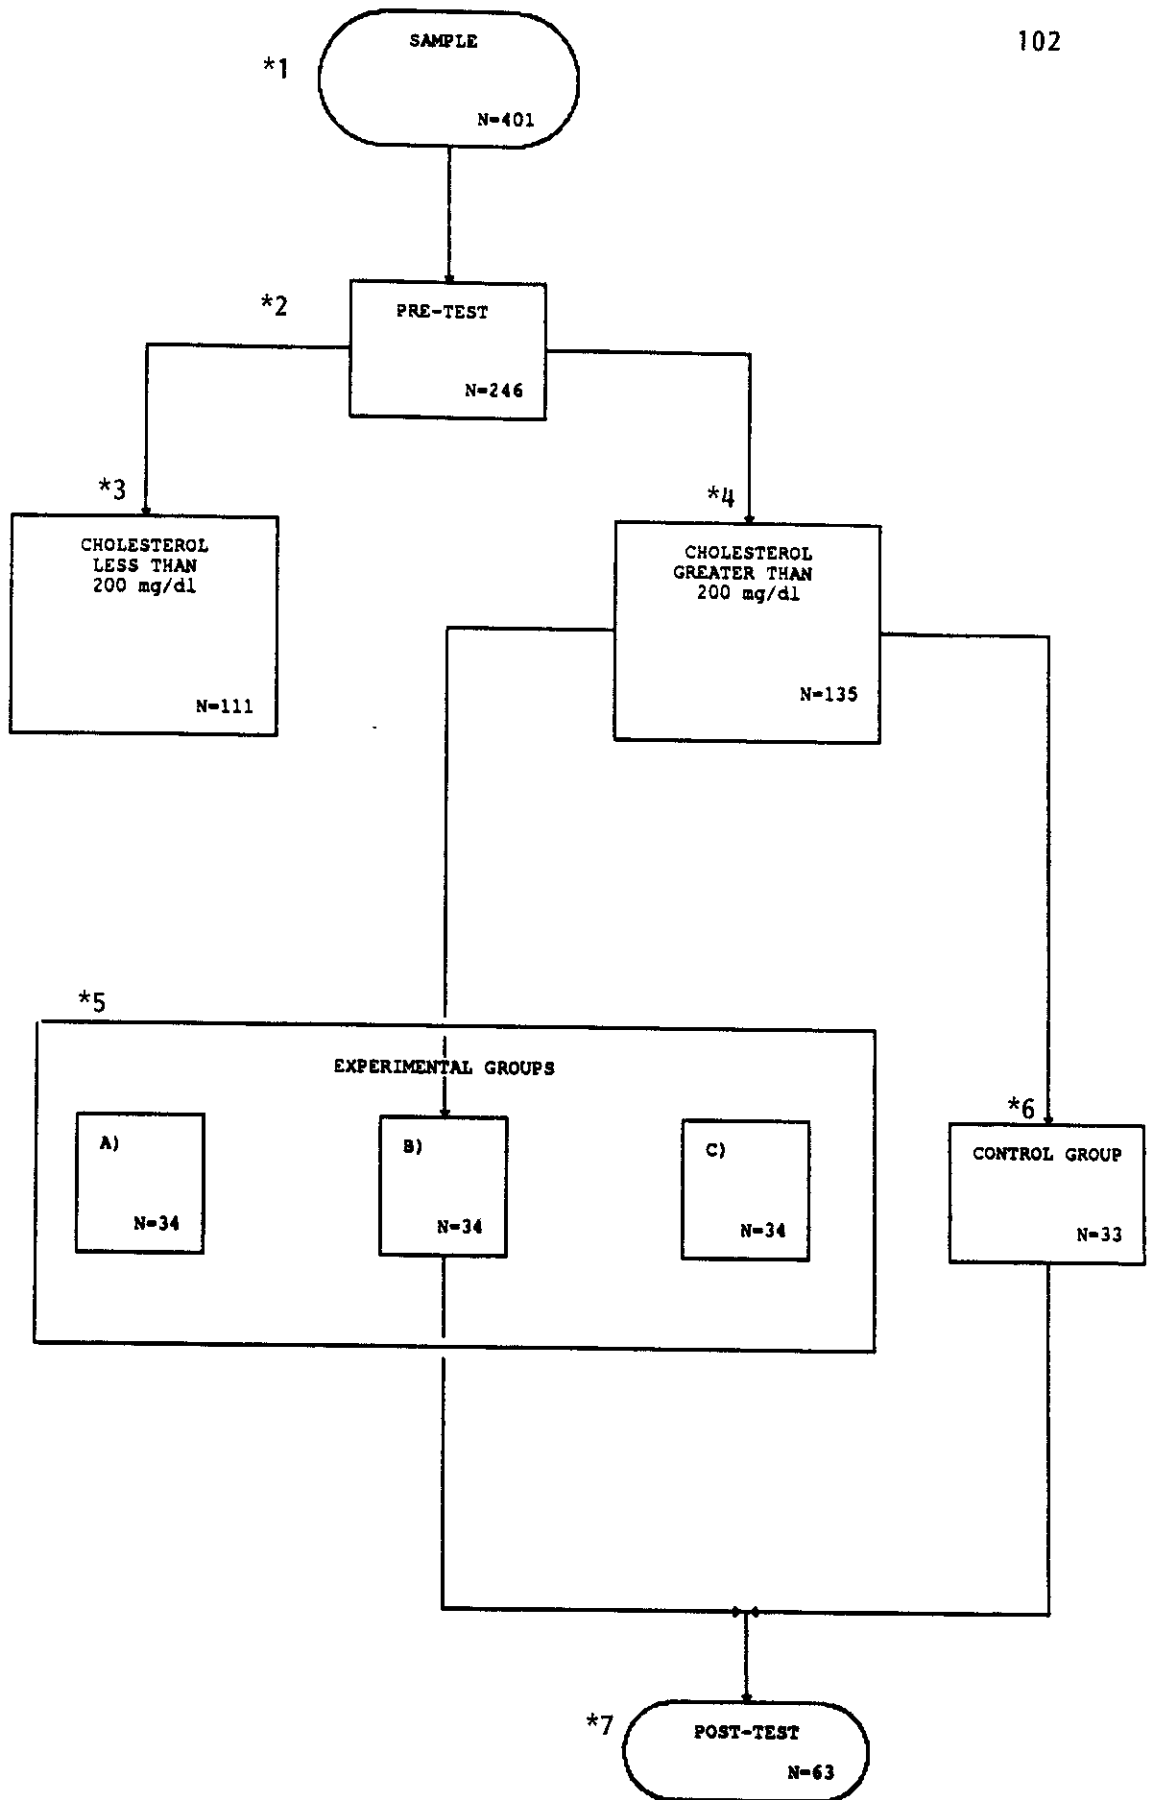 102
*1
SAMPLE
N=401
*2
PRE-TEST
N=246
*3
CHOLESTEROL
LESS THAN
200 mg/dl
N=111
*4
CHOLESTEROL
GREATER THAN
200 mg/dl
N=135
*5
EXPERIMENTAL GROUPS
A)
N=34
B)
N=34
C)
N=34
*6
CONTROL GROUP
N=33
*7
POST-TEST
N=63